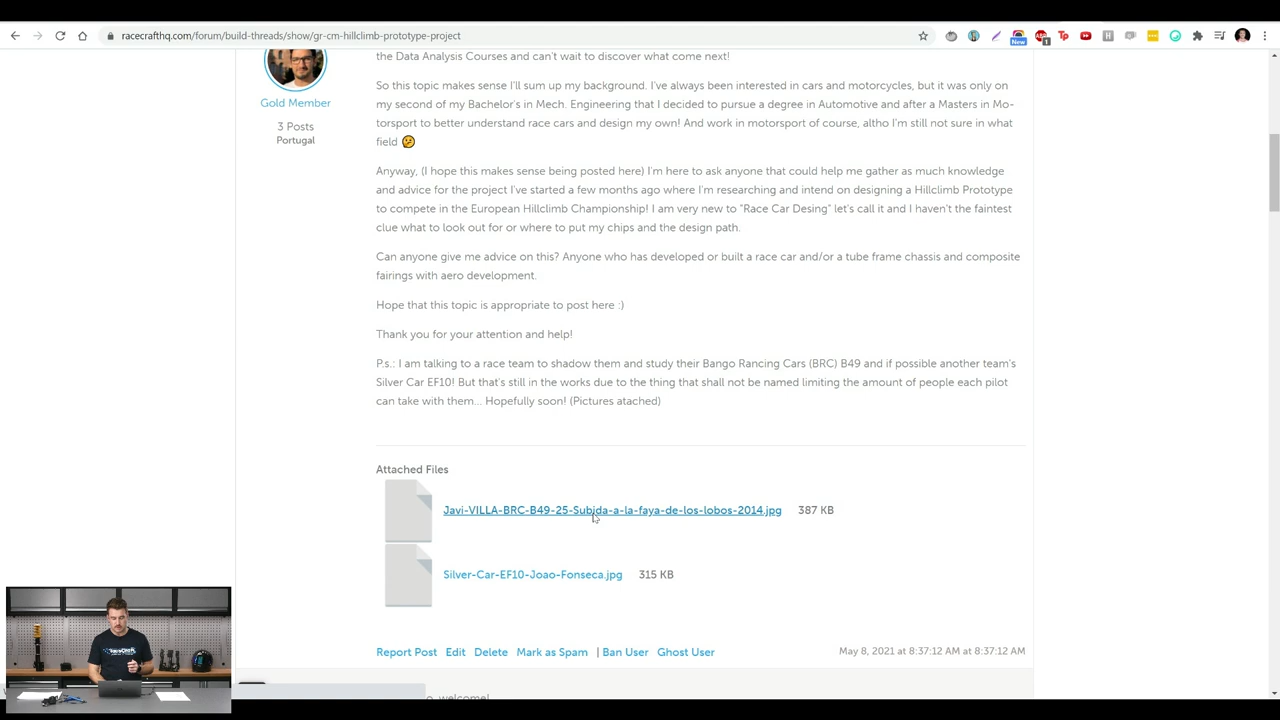 racecrafthq.com/forum/build-threads/show/gr-cm-hillclimb-prototype-project
New
1
the Data Analysis Courses and can't wait to discover what come next!
Gold Member
3 Posts
Portugal
So this topic makes sense I'll sum up my background. I've always been interested in cars and motorcycles, but it was only on
my second of my Bachelor's in Mech. Engineering that I decided to pursue a degree in Automotive and after a Masters in Mo-
torsport to better understand race cars and design my own! And work in motorsport of course, altho I'm still not sure in what
field
Anyway, (I hope this makes sense being posted here) I'm here to ask anyone that could help me gather as much knowledge
and advice for the project I've started a few months ago where I'm researching and intend on designing a Hillclimb Prototype
to compete in the European Hillclimb Championship! I am very new to "Race Car Desing" let's call it and I haven't the faintest
clue what to look out for or where to put my chips and the design path.
Can anyone give me advice on this? Anyone who has developed or built a race car and/or a tube frame chassis and composite
fairings with aero development.
Hope that this topic is appropriate to post here :)
Thank you for your attention and help!
P.s.: I am talking to a race team to shadow them and study their Bango Rancing Cars (BRC) B49 and if possible another team's
Silver Car EF10! But that's still in the works due to the thing that shall not be named limiting the amount of people each pilot
can take with them... Hopefully soon! (Pictures atached)
Attached Files
Javi-VILLA-BRC-B49-25-Subida-a-la-faya-de-los-lobos-2014.jpg 387 KB
Silver-Car-EF10-Joao-Fonseca.jpg 315 KB
Report Post Edit Delete Mark as Spam | Ban User Ghost User
May 8, 2021 at 8:37:12 AM at 8:37:12 AM
welcome!